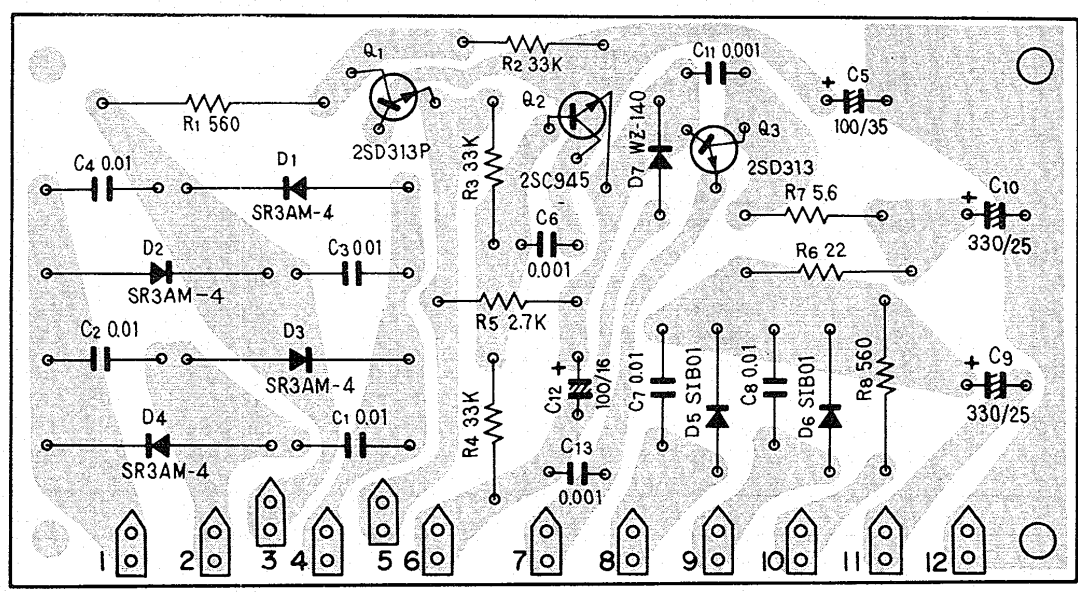 Q1
R2 33K
C11 0.001
C5
100/35
R1 560
Q2
WZ-140
Q3
2SD313P
R3 33K
2SC945
D7
2SD313
C4 0.01
D1
SR3AM-4
R7 5.6
C10
330/25
C6
0.001
D2
SR3AM-4
C3 0.01
R6 22
R5 2.7K
C2 0.01
D3
SR3AM-4
C12
100/16
C7 0.01
D5 SIB01
C8 0.01
D6 SIB01
R8 560
C9
330/25
R4 33K
D4
SR3AM-4
C1 0.01
C13
0.001
1 2 3 4 5 6 7 8 9 10 11 12